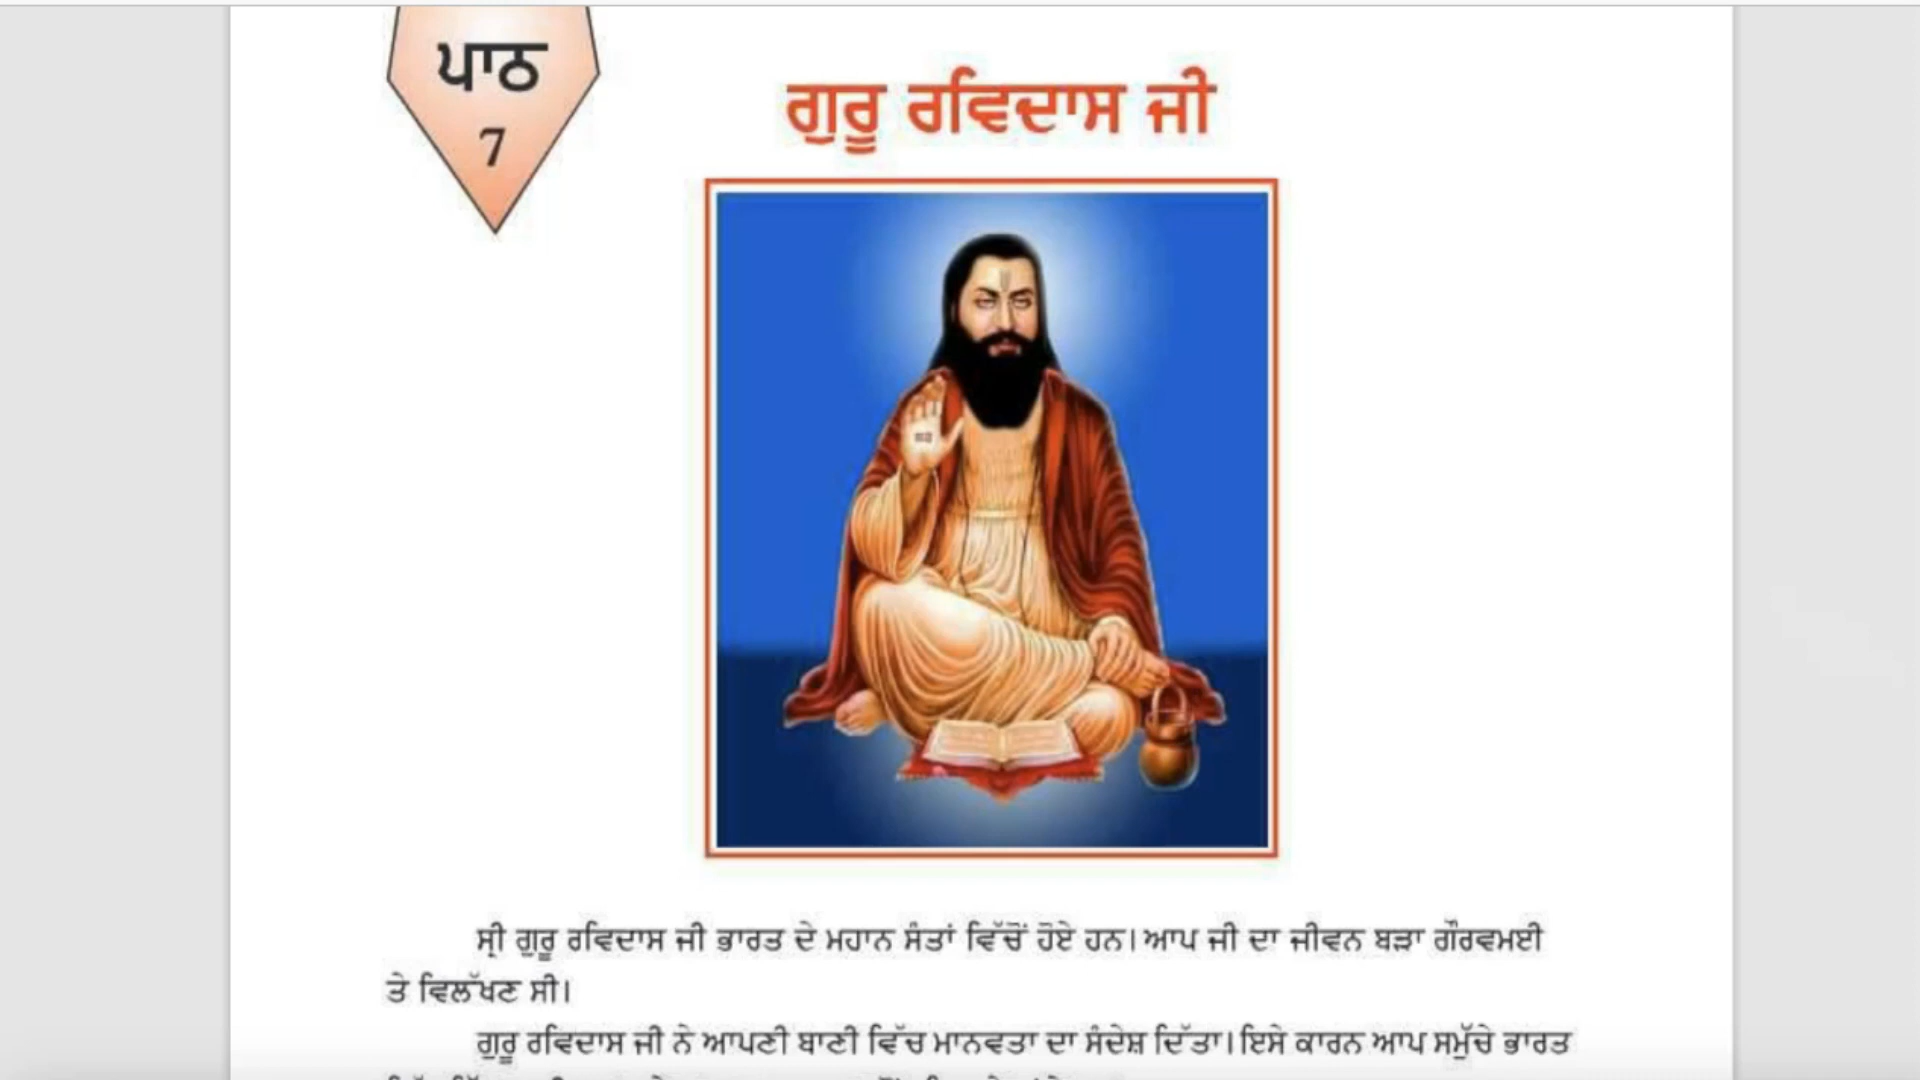 ਪਾਠ
7
ਗੁਰੂ ਰਵਿਦਾਸ ਜੀ
ਸ੍ਰੀ ਗੁਰੂ ਰਵਿਦਾਸ ਜੀ ਭਾਰਤ ਦੇ ਮਹਾਨ ਸੰਤਾਂ ਵਿੱਚੋਂ ਹੋਏ ਹਨ। ਆਪ ਜੀ ਦਾ ਜੀਵਨ ਬੜਾ ਗੌਰਵਮਈ
ਤੇ ਵਿਲੱਖਣ ਸੀ।
ਗੁਰੂ ਰਵਿਦਾਸ ਜੀ ਨੇ ਆਪਣੀ ਬਾਣੀ ਵਿੱਚ ਮਾਨਵਤਾ ਦਾ ਸੰਦੇਸ਼ ਦਿੱਤਾ। ਇਸੇ ਕਾਰਨ ਆਪ ਸਮੁੱਚੇ ਭਾਰਤ